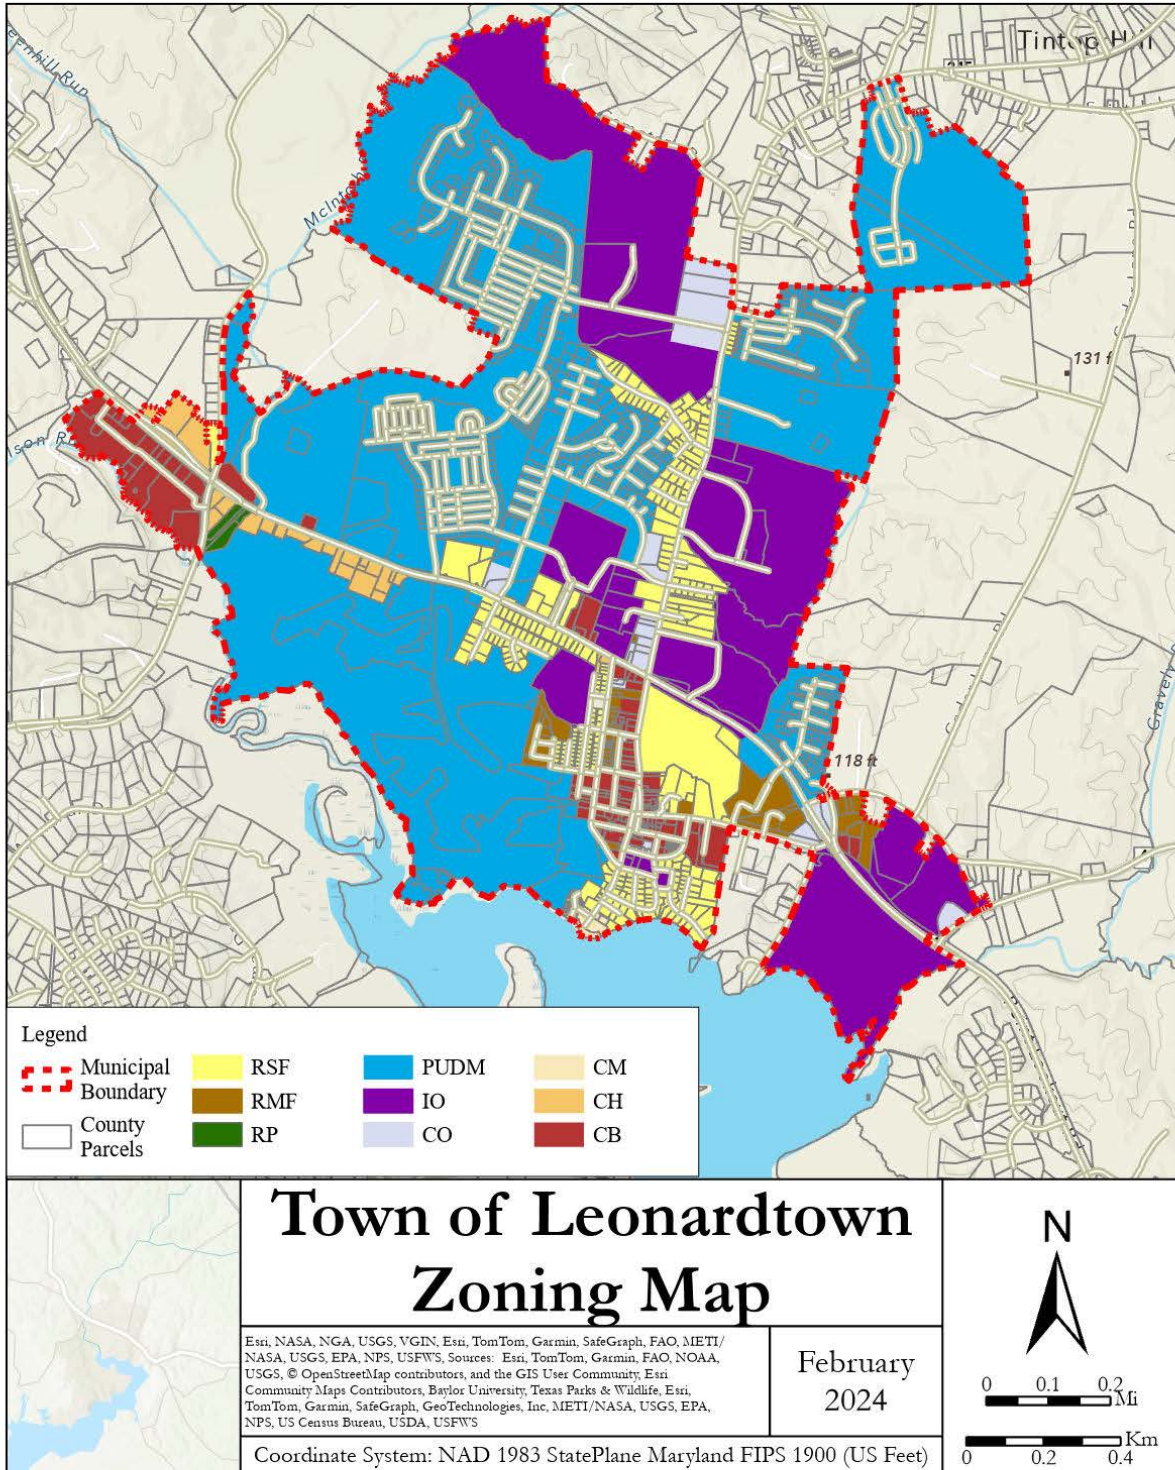 Tintop Hill
eenhill Run
McIntosh
131 f
lson R
118 ft
Gravely
Legend
Municipal
Boundary
County
Parcels
RSF
RMF
RP
PUDM
IO
CO
CM
CH
CB
Town of Leonardtown
Zoning Map
Esri, NASA, NGA, USGS, VGIN, Esri, TomTom, Garmin, SafeGraph, FAO, METI/
NASA, USGS, EPA, NPS, USFWS, Sources: Esri, TomTom, Garmin, FAO, NOAA,
USGS, © OpenStreetMap contributors, and the GIS User Community, Esri
Community Maps Contributors, Baylor University, Texas Parks & Wildlife, Esri,
TomTom, Garmin, SafeGraph, GeoTechnologies, Inc, METI/NASA, USGS, EPA,
NPS, US Census Bureau, USDA, USFWS
February
2024
Coordinate System: NAD 1983 StatePlane Maryland FIPS 1900 (US Feet)
N
0 0.1 0.2
Mi
Km
0 0.2 0.4